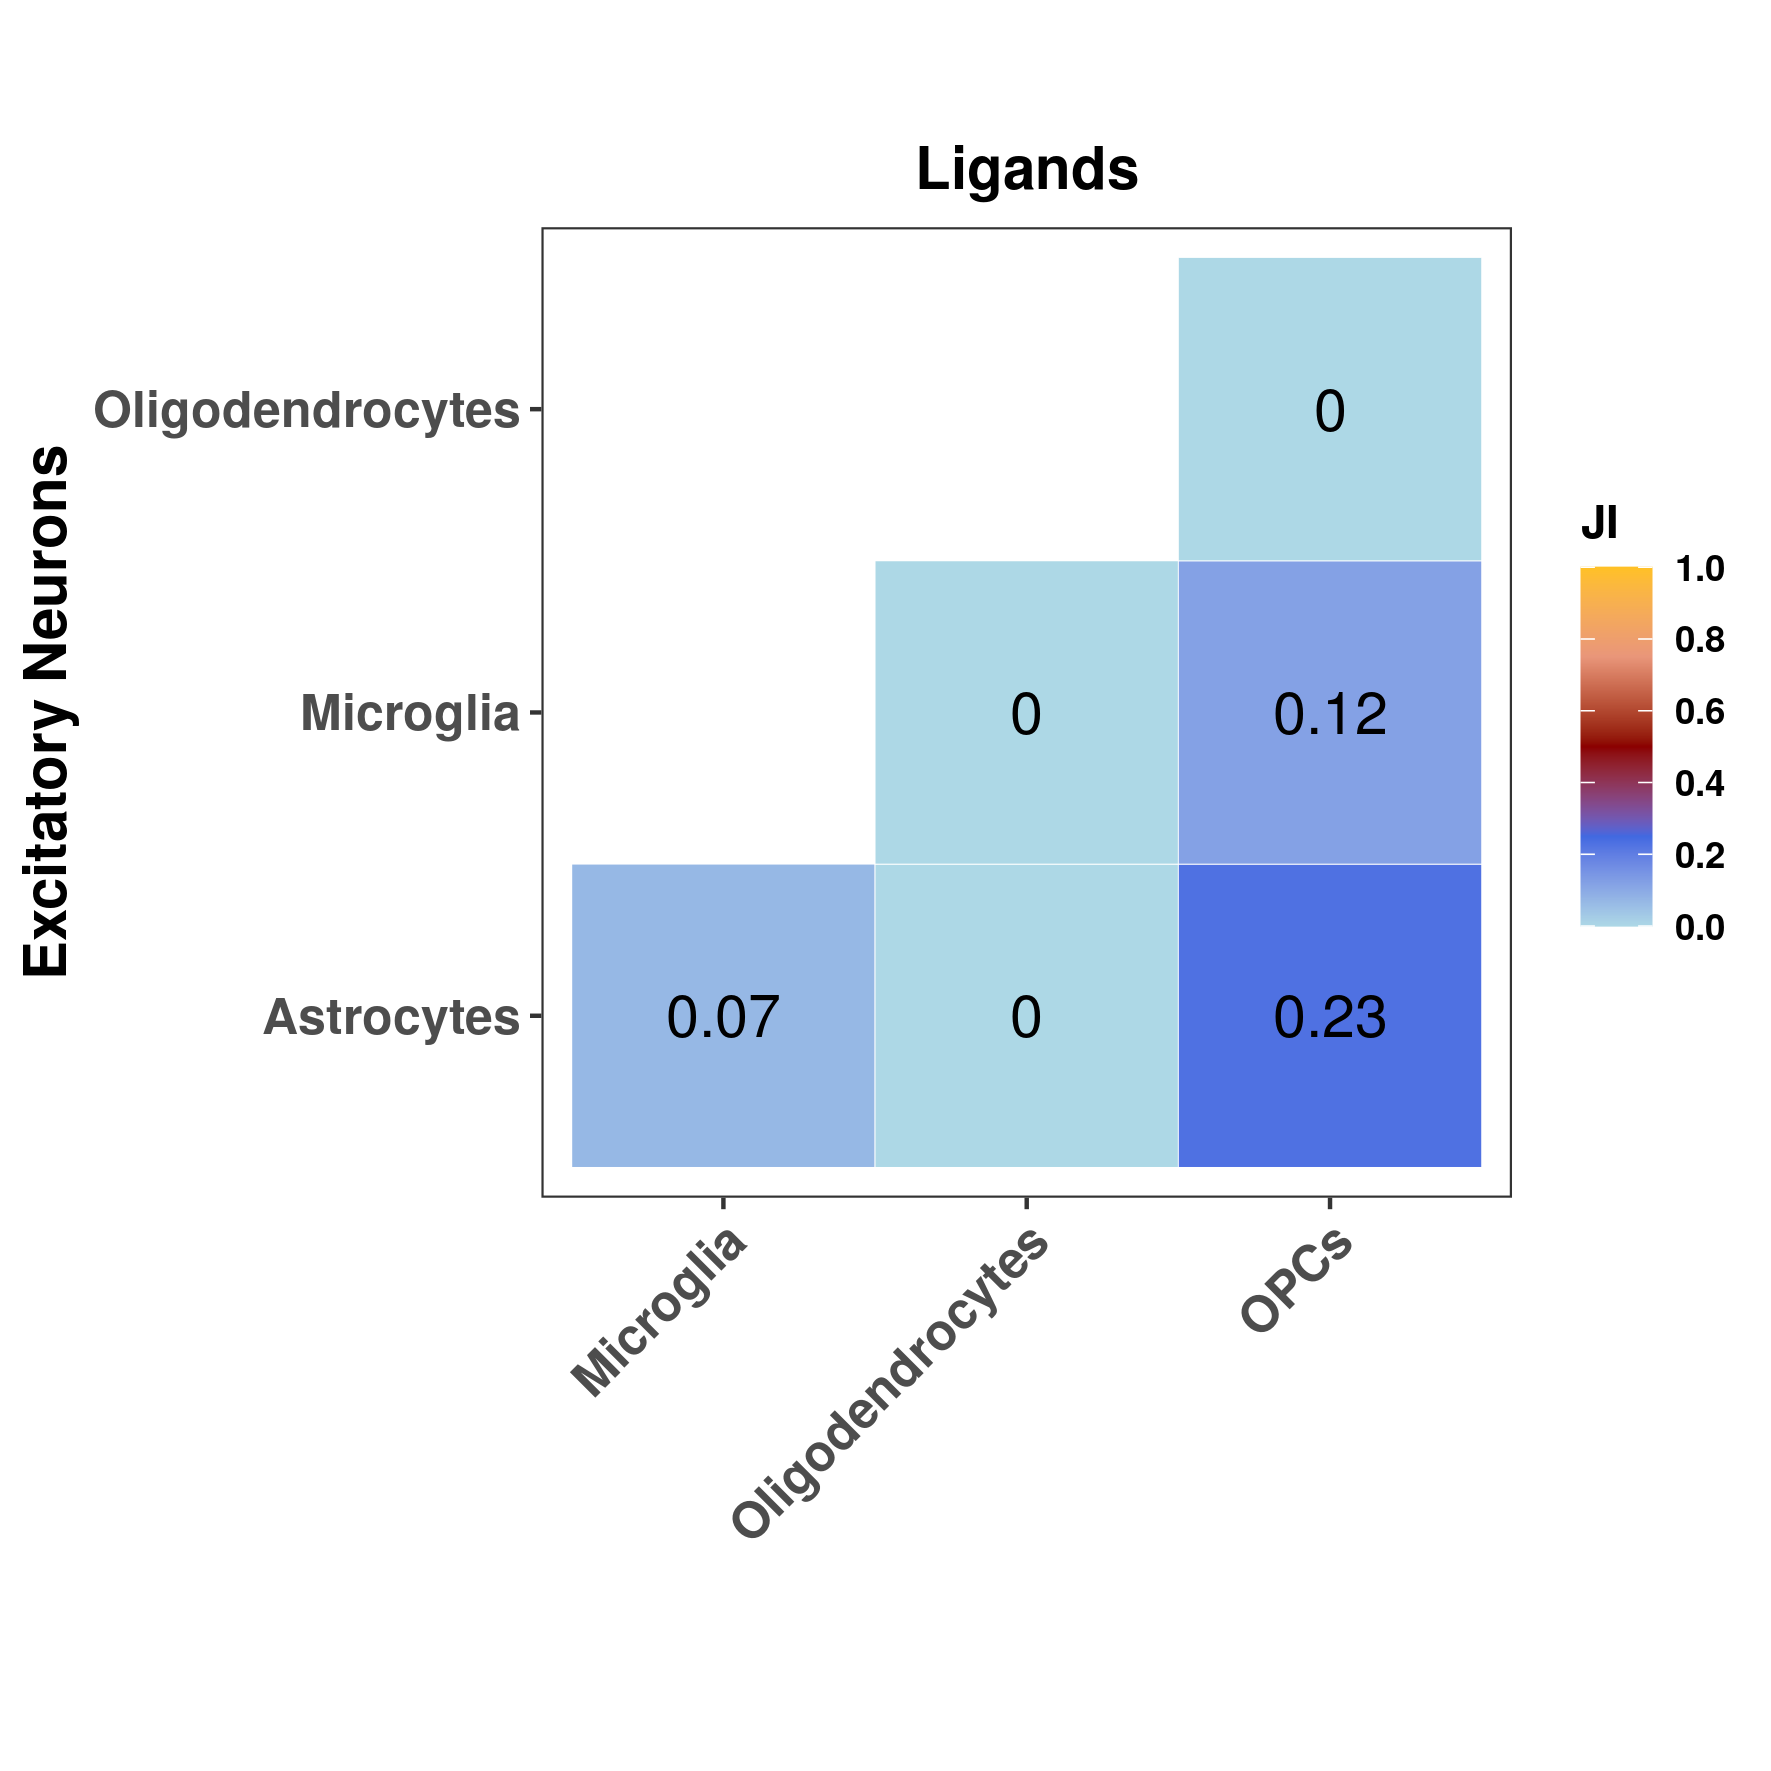 Ligands
Excitatory Neurons
Oligodendrocytes
0
Microglia
0
0.12
Astrocytes
0.07
0
0.23
Microglia
Oligodendrocytes
OPCs
JI
1.0
0.8
0.6
0.4
0.2
0.0